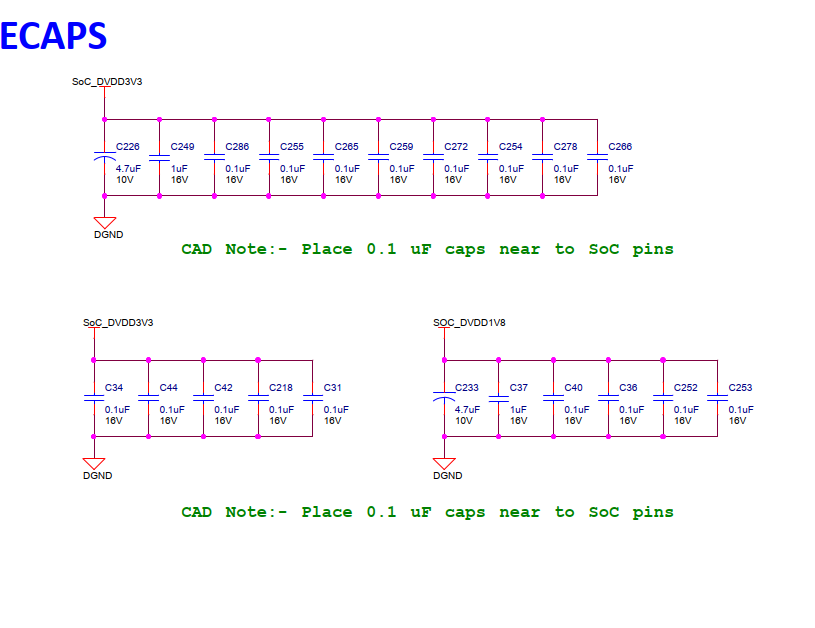 ECAPS
SoC_DVDD3V3
C226 C249 C286 C255 C265 C259 C272 C254 C278 C266
4.7uF 1uF 0.1uF 0.1uF 0.1uF 0.1uF 0.1uF 0.1uF 0.1uF 0.1uF
10V 16V 16V 16V 16V 16V 16V 16V 16V 16V
DGND
CAD Note:- Place 0.1 uF caps near to SoC pins
SoC_DVDD3V3
C34 C44 C42 C218 C31
0.1uF 0.1uF 0.1uF 0.1uF 0.1uF
16V 16V 16V 16V 16V
DGND
SOC_DVDD1V8
C233 C37 C40 C36 C252 C253
4.7uF 1uF 0.1uF 0.1uF 0.1uF 0.1uF
10V 16V 16V 16V 16V 16V
DGND
CAD Note:- Place 0.1 uF caps near to SoC pins